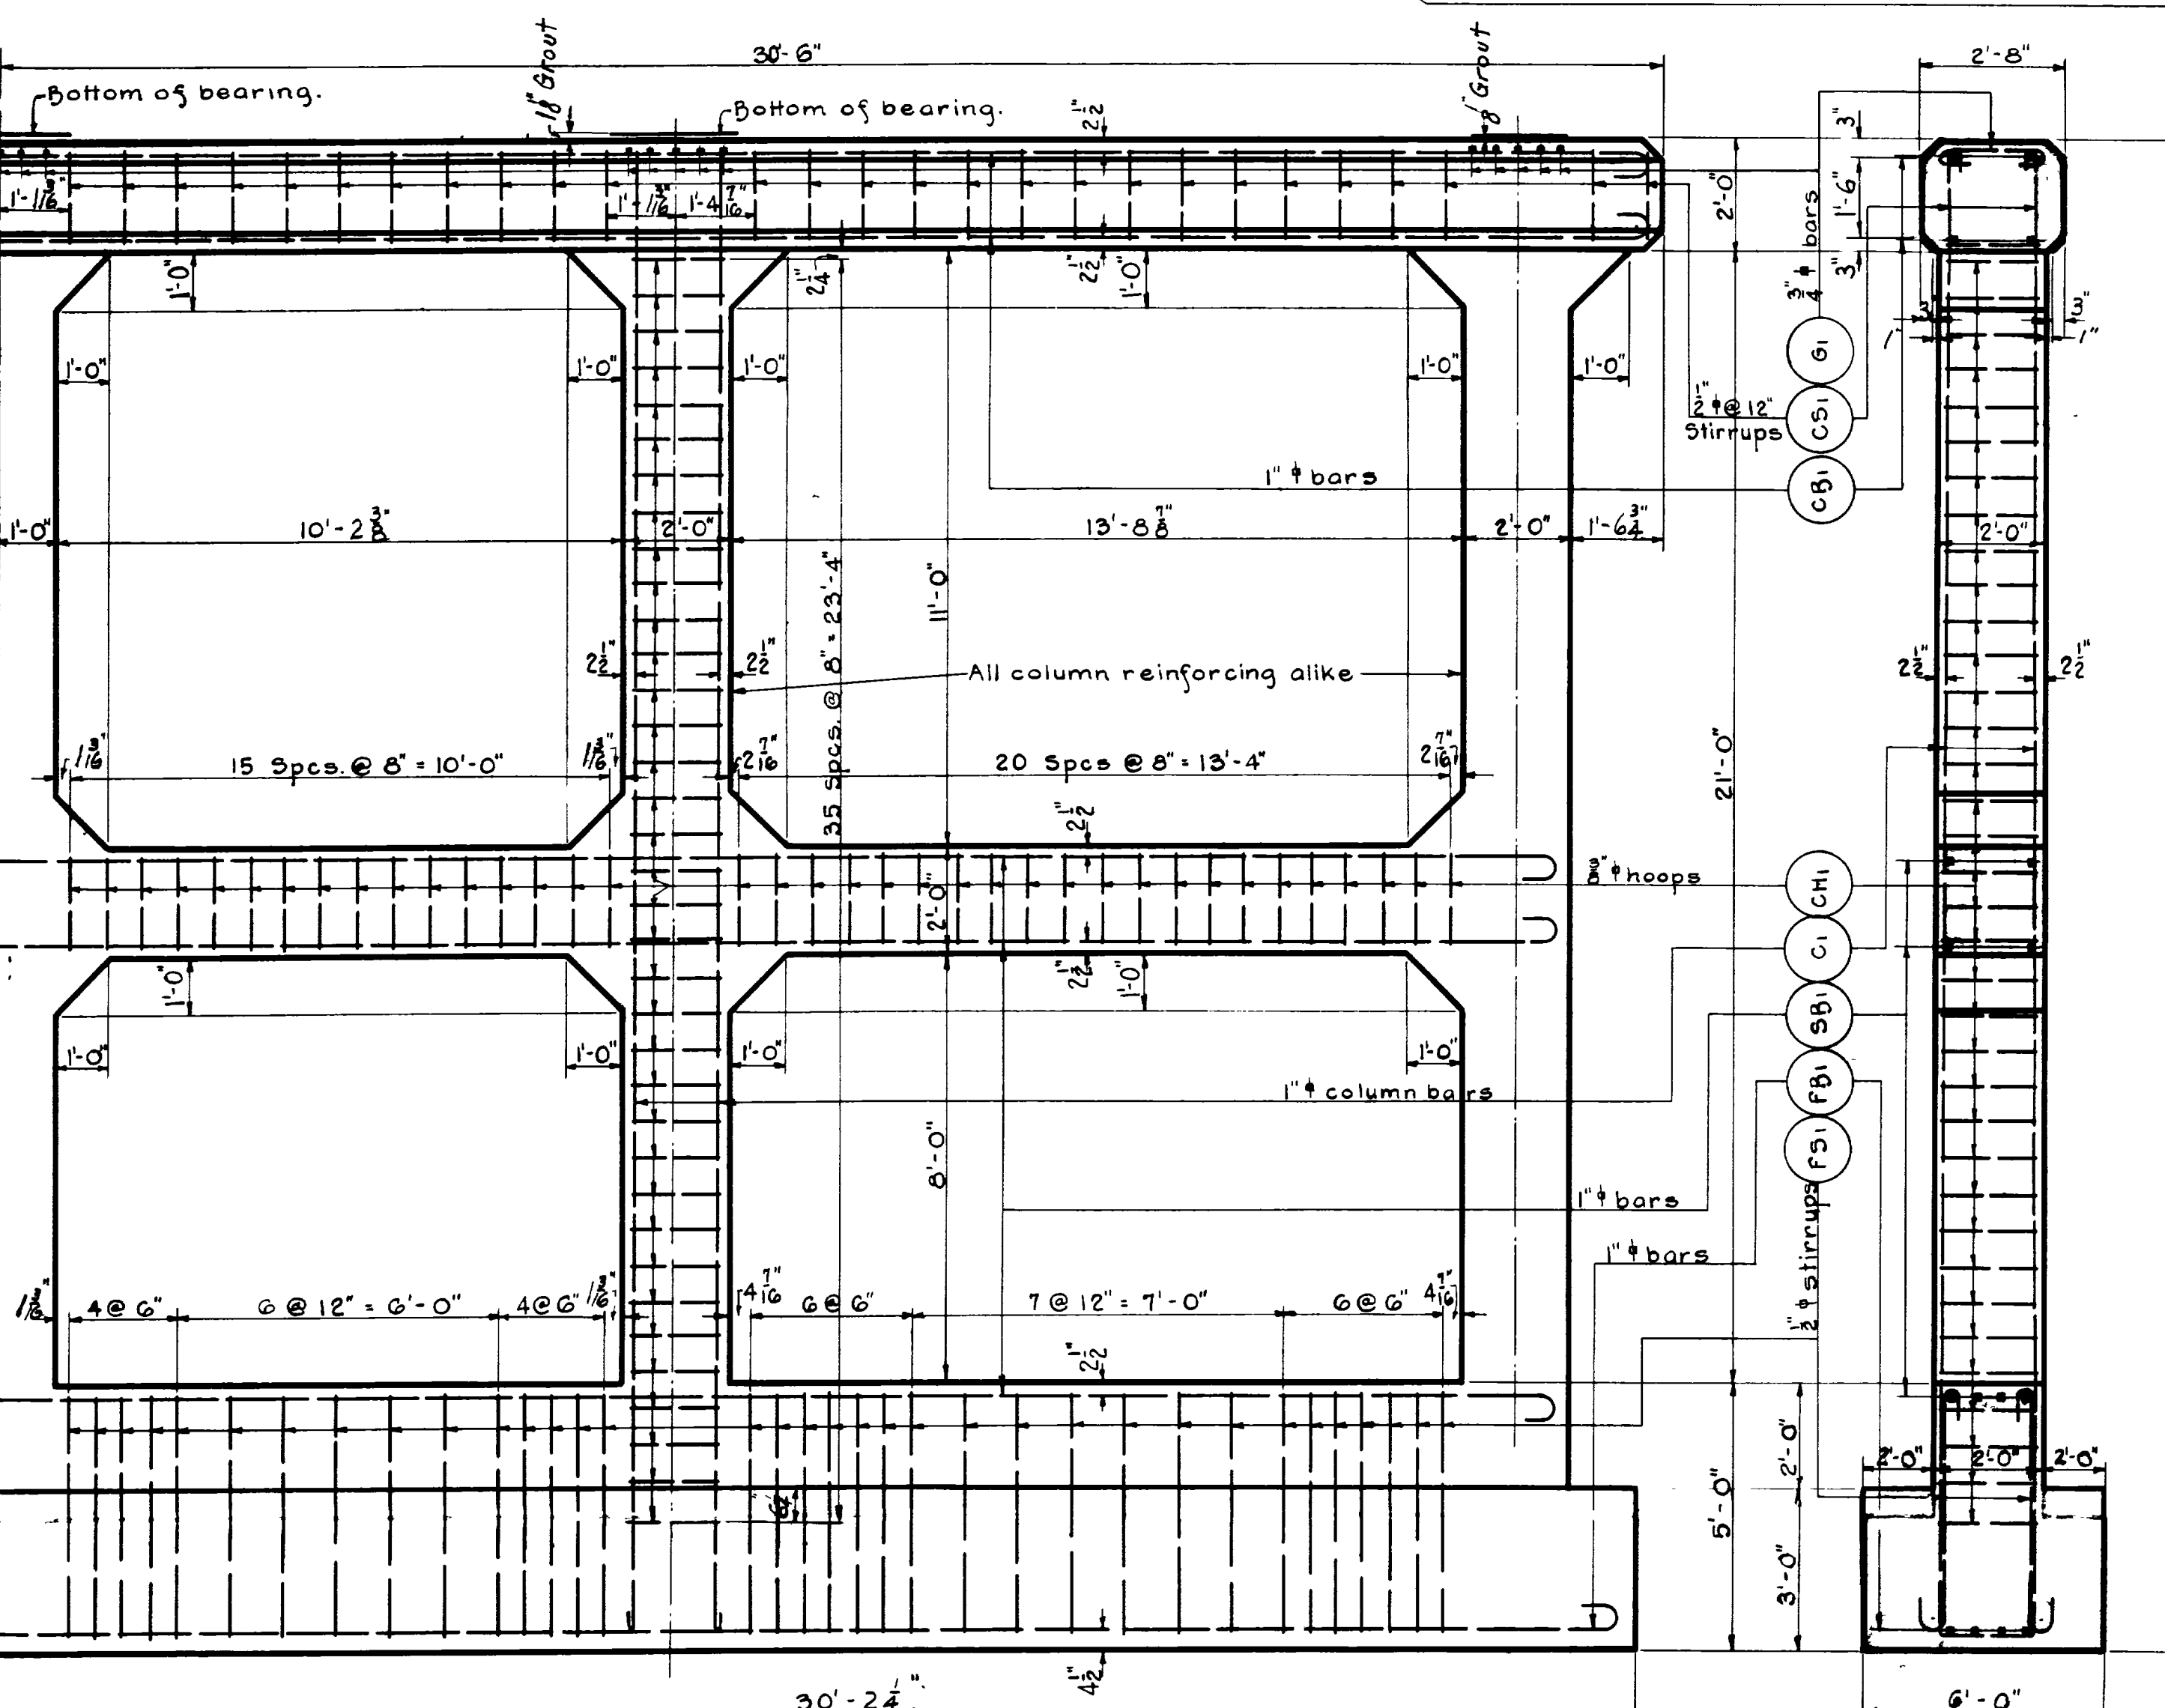 30'-6"
2'-8"
Bottom of bearing.
Bottom of bearing.
1/8" Grout
1/8" Grout
2 1/2"
3"
1'-1 3/16"
1'-1 3/16"
1'-4 7/16"
2'-0"
1'-6"
3"
3/4" ϕ bars
1'-0"
2 1/4"
2 1/2"
1'-0"
3"
3"
1"
1"
1'-0"
1'-0"
1'-0"
1'-0"
1'-0"
G1
1/2" ϕ @ 12"
Stirrups
CS1
1" ϕ bars
CB1
1'-0"
10'-2 3/8"
2'-0"
13'-8 7/8"
2'-0"
1'-6 3/4"
2'-0"
11'-0"
35 Spcs. @ 8" = 23'-4"
2 1/2"
2 1/2"
All column reinforcing alike
2 1/2"
2 1/2"
1 3/16"
15 Spcs. @ 8" = 10'-0"
1 3/16"
2 7/16"
20 Spcs @ 8" = 13'-4"
2 7/16"
21'-0"
2 1/2"
2'-0"
3/8" ϕ hoops
CH1
C1
1'-0"
2 1/2"
1'-0"
SB1
1'-0"
1'-0"
1'-0"
1'-0"
1" ϕ column bars
FB1
8'-0"
FS1
1" ϕ bars
1" ϕ bars
1/2" ϕ stirrups
1 3/16"
4 @ 6"
6 @ 12" = 6'-0"
4 @ 6"
1 3/16"
4 7/16"
6 @ 6"
7 @ 12" = 7'-0"
6 @ 6"
4 7/16"
2 1/2"
2'-0"
2'-0"
2'-0"
2'-0"
5'-0"
3'-0"
4 1/2"
30'-2 1/4"
6'-0"